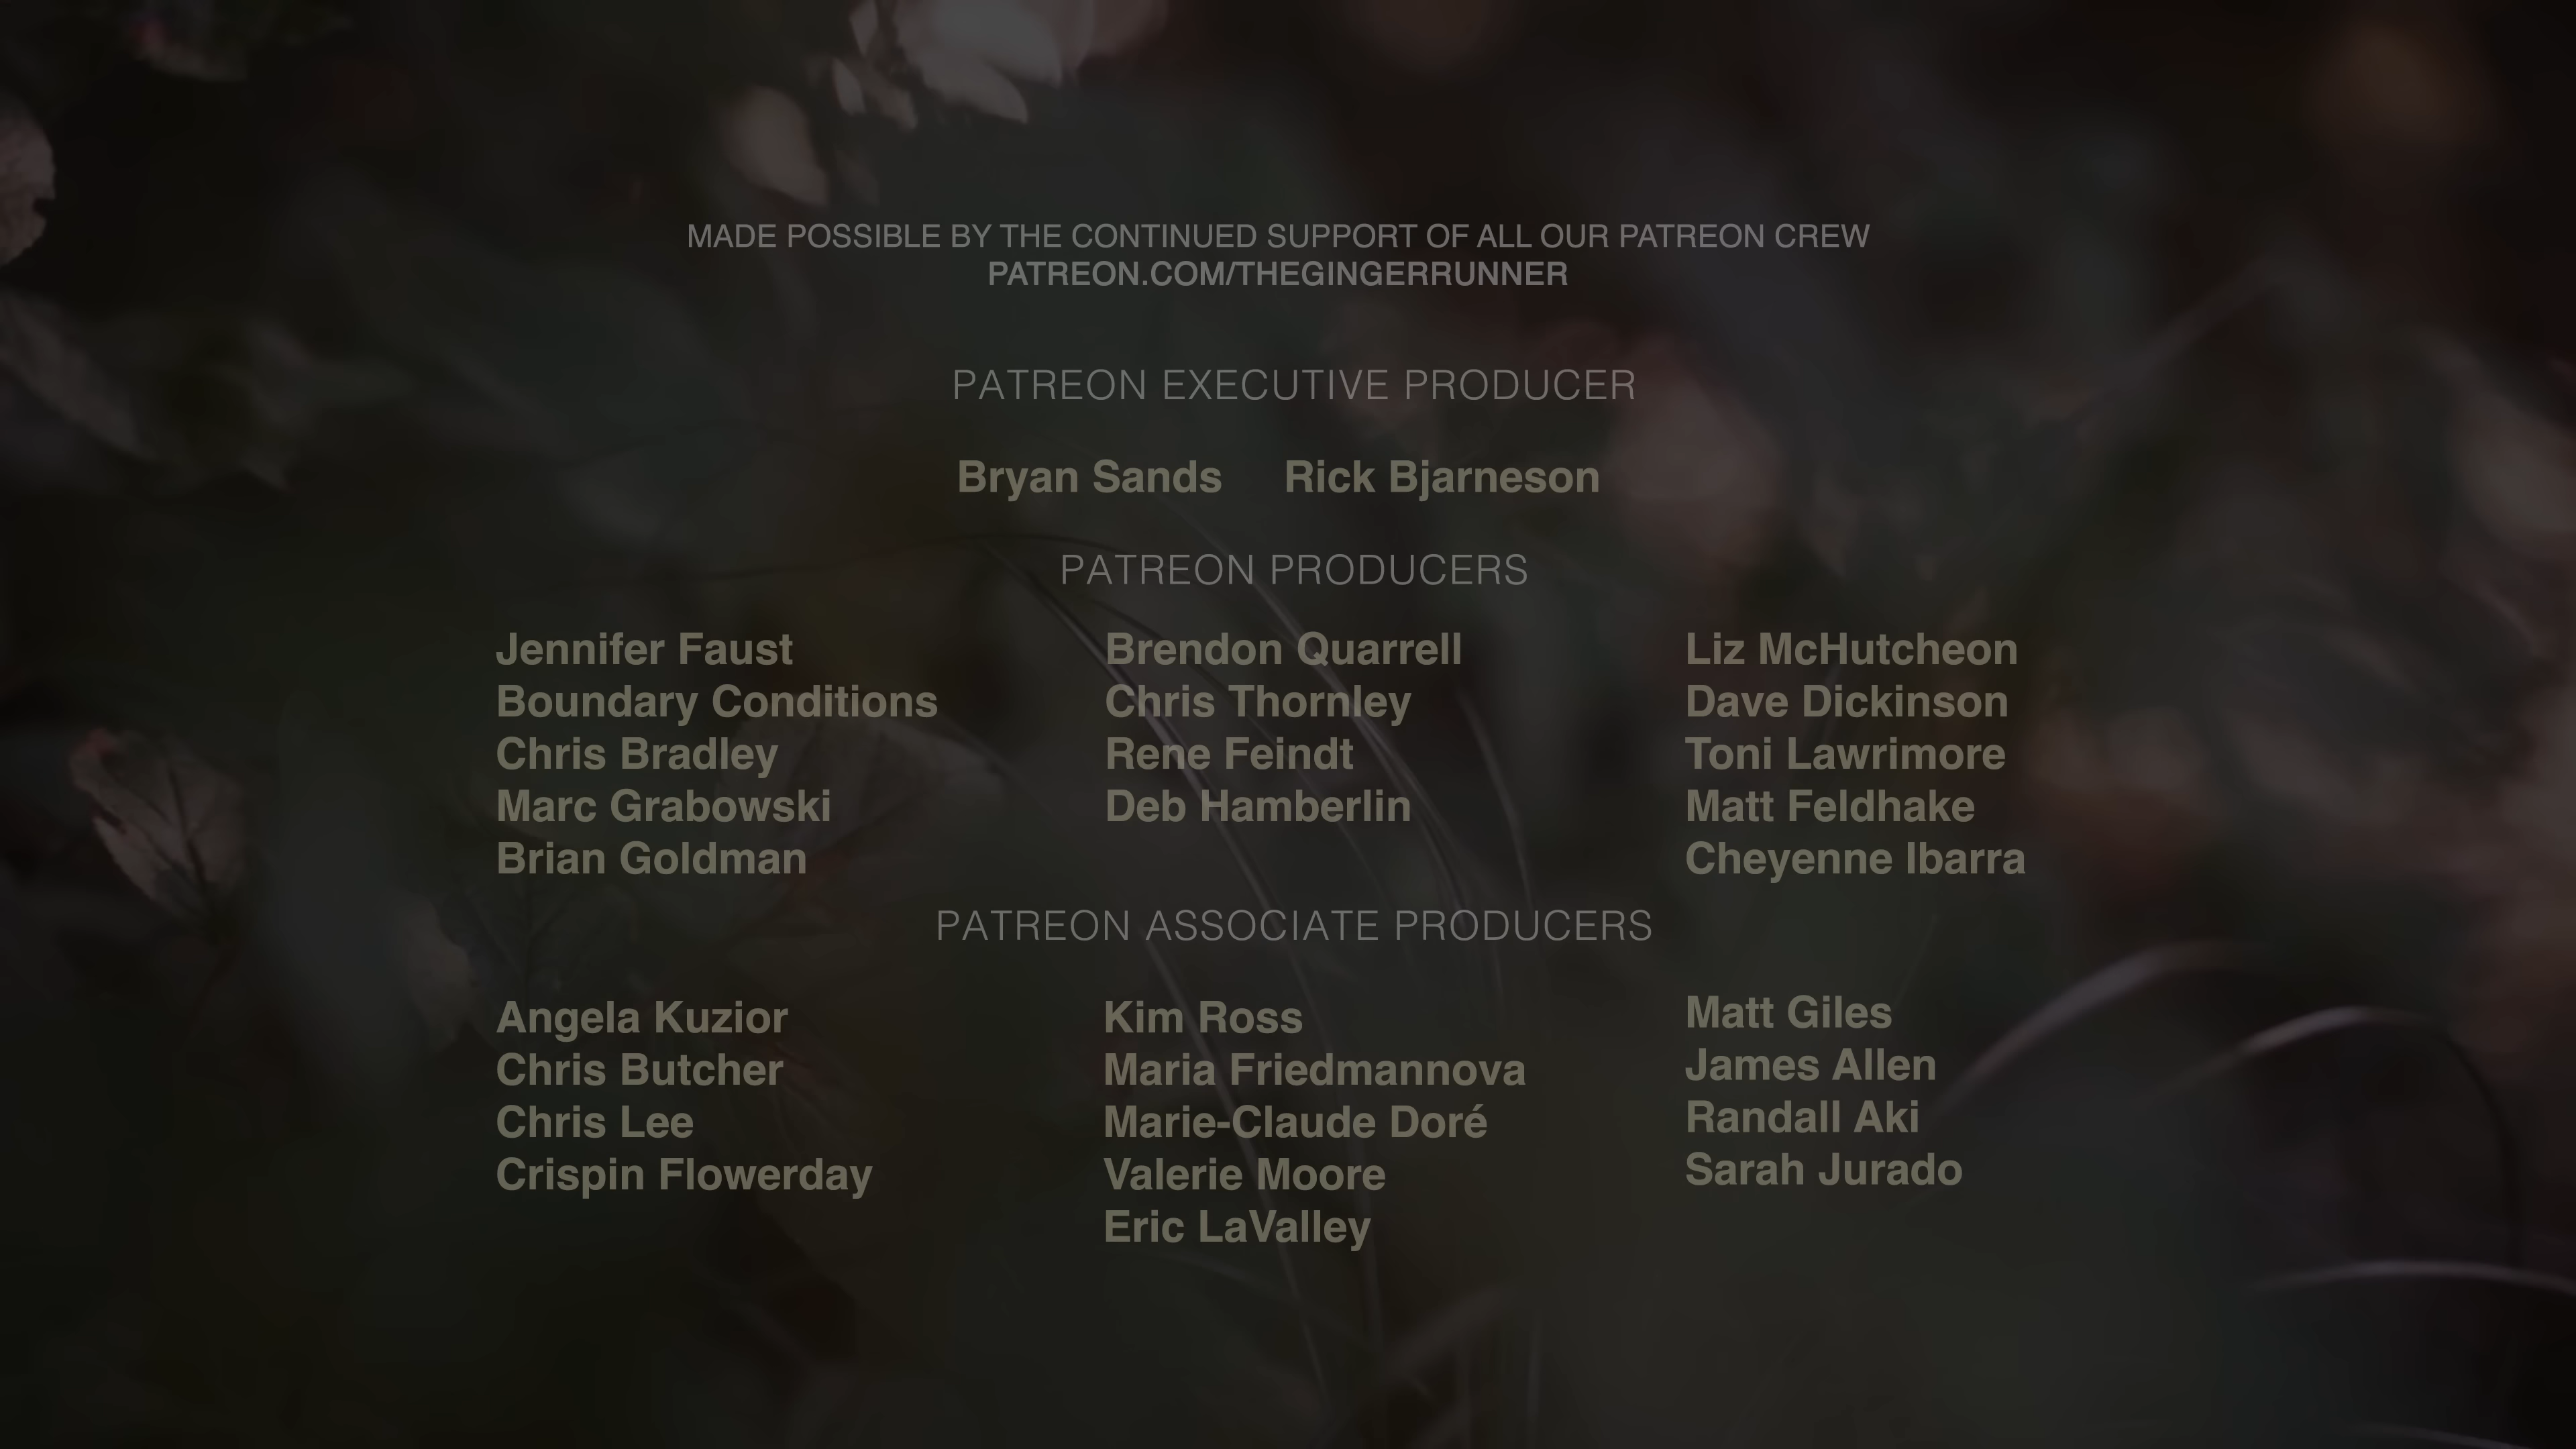 MADE POSSIBLE BY THE CONTINUED SUPPORT OF ALL OUR PATREON CREW
PATREON.COM/THEGINGERRUNNER
PATREON EXECUTIVE PRODUCER
Bryan Sands Rick Bjarneson
PATREON PRODUCERS
Jennifer Faust
Boundary Conditions
Chris Bradley
Marc Grabowski
Brian Goldman
Brendon Quarrell
Chris Thornley
Rene Feindt
Deb Hamberlin
Liz McHutcheon
Dave Dickinson
Toni Lawrimore
Matt Feldhake
Cheyenne Ibarra
PATREON ASSOCIATE PRODUCERS
Angela Kuzior
Chris Butcher
Chris Lee
Crispin Flowerday
Kim Ross
Maria Friedmannova
Marie-Claude Doré
Valerie Moore
Eric LaValley
Matt Giles
James Allen
Randall Aki
Sarah Jurado